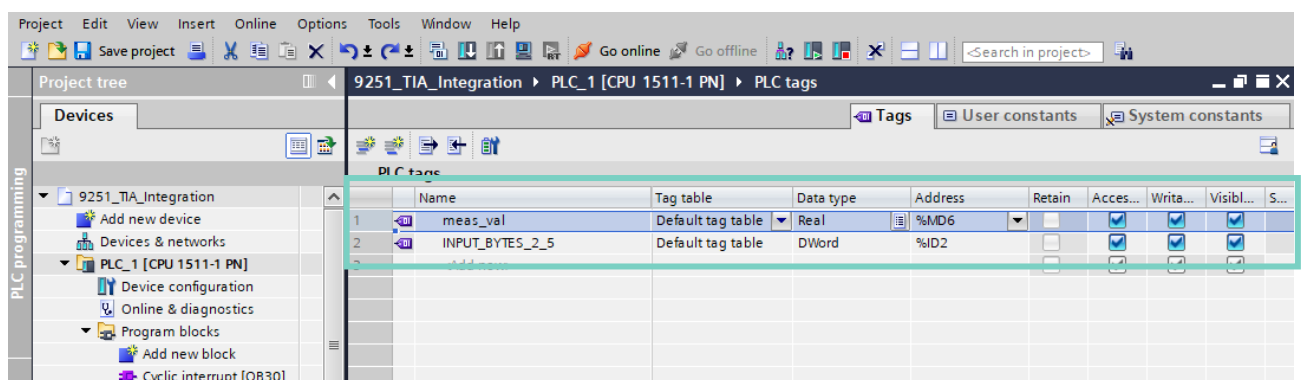 Project Edit View Insert Online Options Tools Window Help
Save project Go online Go offline <Search in project>
Project tree
9251_TIA_Integration ▸ PLC_1 [CPU 1511-1 PN] ▸ PLC tags
Devices
Tags User constants System constants
PLC programming
PLC tags
Name Tag table Data type Address Retain Acces... Writa... Visibl... S...
1 meas_val Default tag table Real %MD6
2 INPUT_BYTES_2_5 Default tag table DWord %ID2
9251_TIA_Integration
Add new device
Devices & networks
PLC_1 [CPU 1511-1 PN]
Device configuration
Online & diagnostics
Program blocks
Add new block
Cyclic interrupt [OB30]